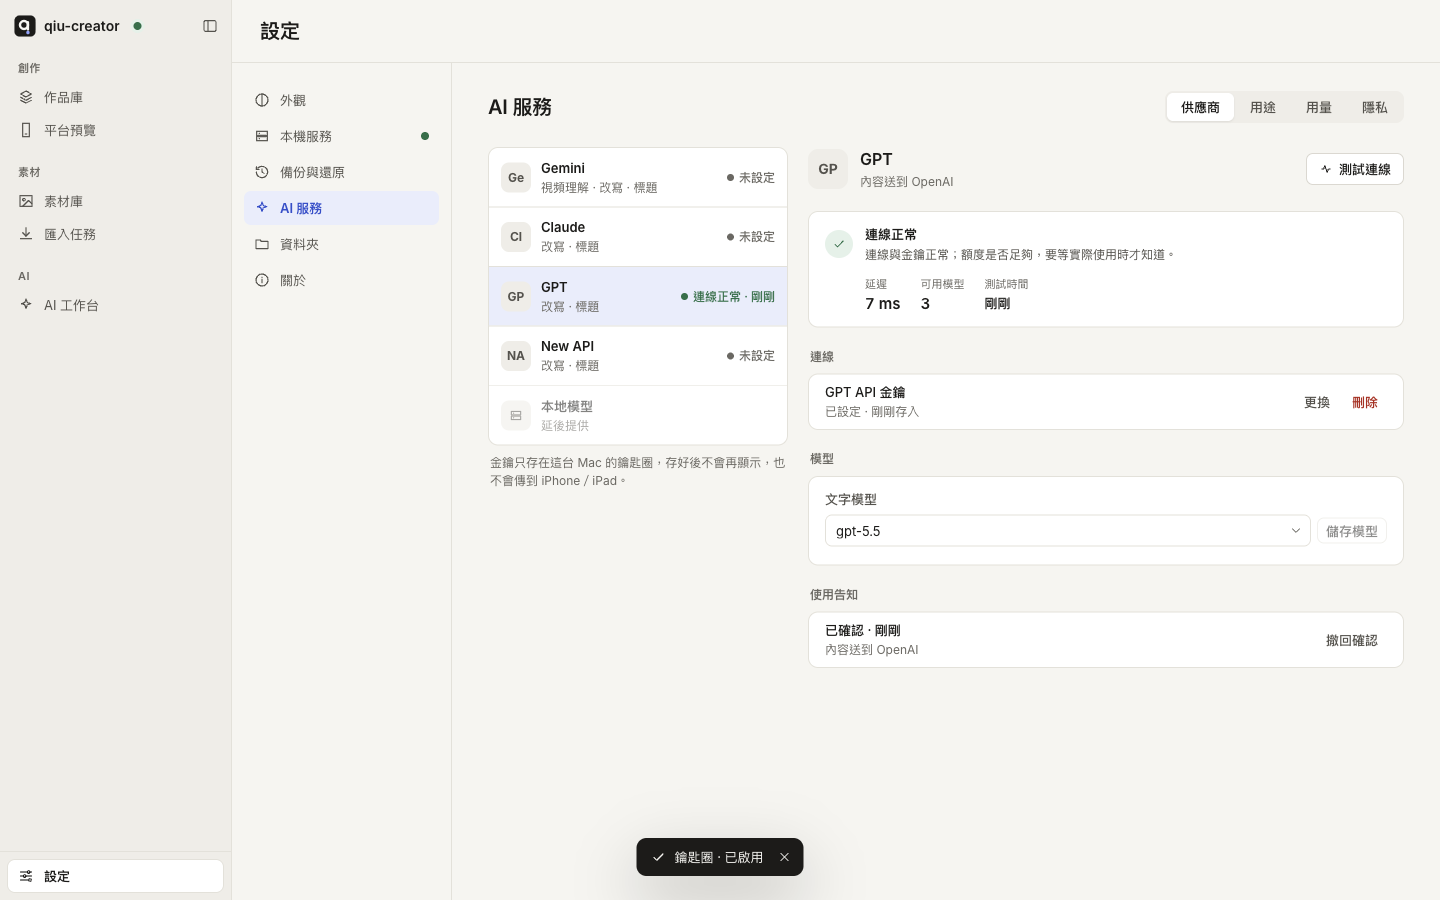 qiu-creator
創作
作品庫
平台預覽
素材
素材庫
匯入任務
AI
AI 工作台
設定
設定
外觀
本機服務
備份與還原
AI 服務
資料夾
關於
AI 服務
供應商
用途
用量
隱私
Ge
Gemini
視頻理解 · 改寫 · 標題
未設定
Cl
Claude
改寫 · 標題
未設定
GP
GPT
改寫 · 標題
連線正常 · 剛剛
NA
New API
改寫 · 標題
未設定
本地模型
延後提供
金鑰只存在這台 Mac 的鑰匙圈，存好後不會再顯示，也
不會傳到 iPhone / iPad。
GP
GPT
內容送到 OpenAI
測試連線
連線正常
連線與金鑰正常；額度是否足夠，要等實際使用時才知道。
延遲
可用模型
測試時間
7 ms
3
剛剛
連線
GPT API 金鑰
已設定 · 剛剛存入
更換
刪除
模型
文字模型
gpt-5.5
儲存模型
使用告知
已確認 · 剛剛
內容送到 OpenAI
撤回確認
鑰匙圈 · 已啟用